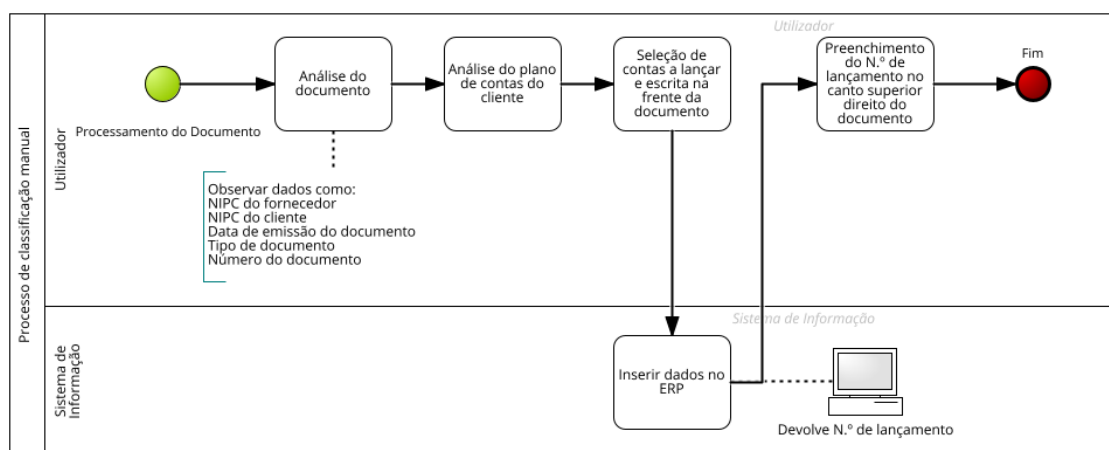 Processo de classificação manual
Utilizador
Utilizador
Processamento do Documento
Análise do
documento
Análise do plano
de contas do
cliente
Seleção de
contas a lançar
e escrita na
frente da
documento
Preenchimento
do N.º de
lançamento no
canto superior
direito do
documento
Fim
Observar dados como:
NIPC do fornecedor
NIPC do cliente
Data de emissão do documento
Tipo de documento
Número do documento
Sistema de
Informação
Sistema de Informação
Inserir dados no
ERP
Devolve N.º de lançamento